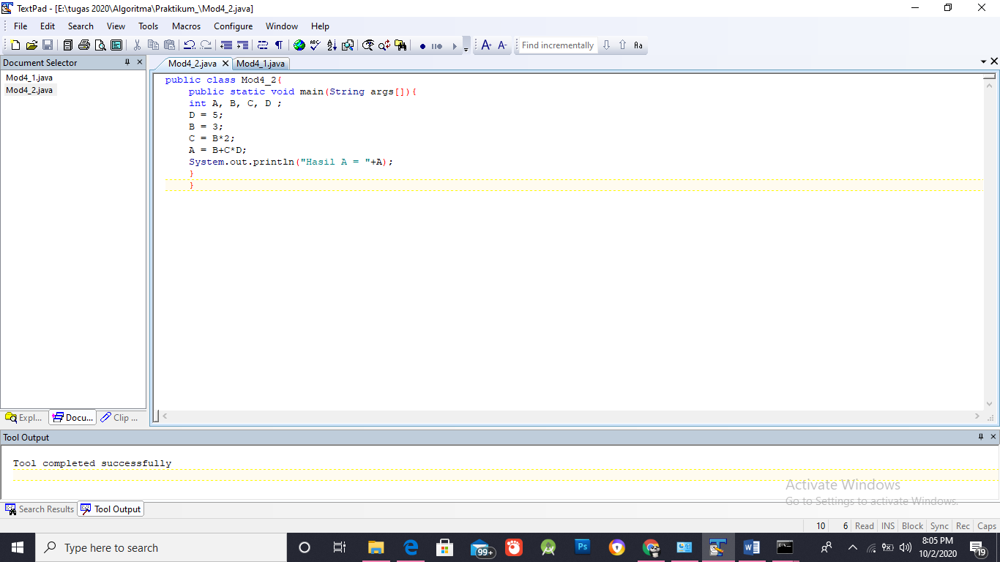 TextPad - [E:\tugas 2020\Algoritma\Praktikum_\Mod4_2.java]
File Edit Search View Tools Macros Configure Window Help
Find incrementally
Document Selector
Mod4_1.java
Mod4_2.java
Mod4_2.java Mod4_1.java
public class Mod4_2{
public static void main(String args[]){
int A, B, C, D ;
D = 5;
B = 3;
C = B*2;
A = B+C*D;
System.out.println("Hasil A = "+A);
}
}
Expl... Docu... Clip ...
Tool Output
Tool completed successfully
Activate Windows
Go to Settings to activate Windows.
Search Results Tool Output
10 6 Read INS Block Sync Rec Caps
Type here to search
99+
Ps
8:05 PM
10/2/2020
19